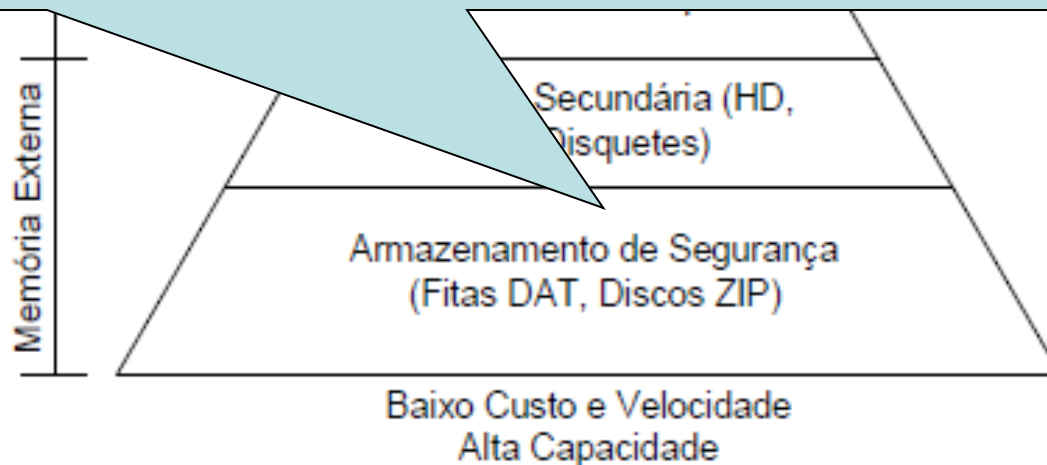 Memória Externa
Secundária (HD,
Disquetes)
Armazenamento de Segurança
(Fitas DAT, Discos ZIP)
Baixo Custo e Velocidade
Alta Capacidade